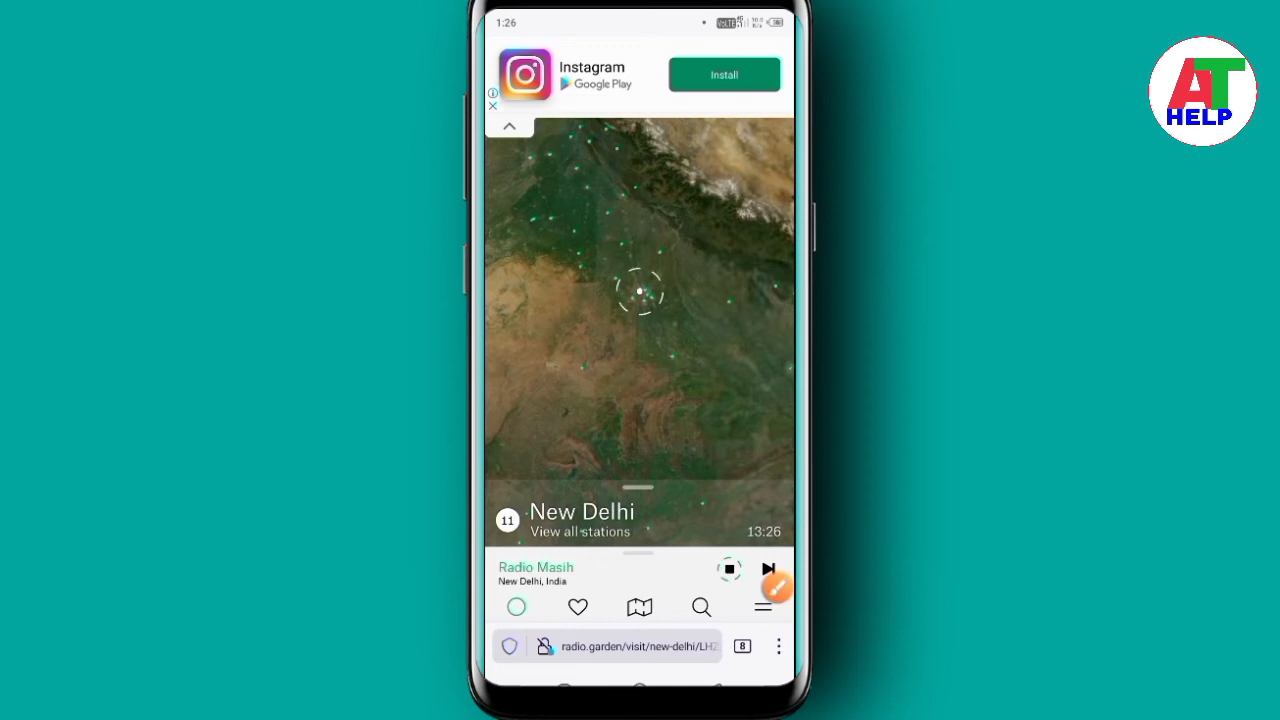 1:26
Instagram
Google Play
Install
AT
HELP
11
New Delhi
View all stations
13:26
Radio Masih
New Delhi, India
radio.garden/visit/new-delhi/LHZ
8